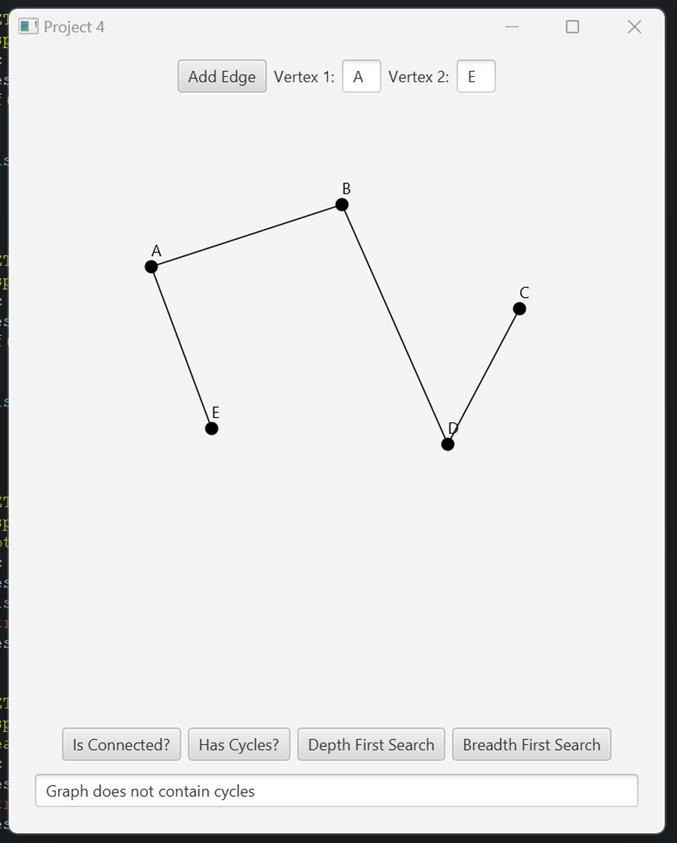 Project 4
Add Edge Vertex 1: A Vertex 2: E
B
A
C
E
D
Is Connected? Has Cycles? Depth First Search Breadth First Search
Graph does not contain cycles